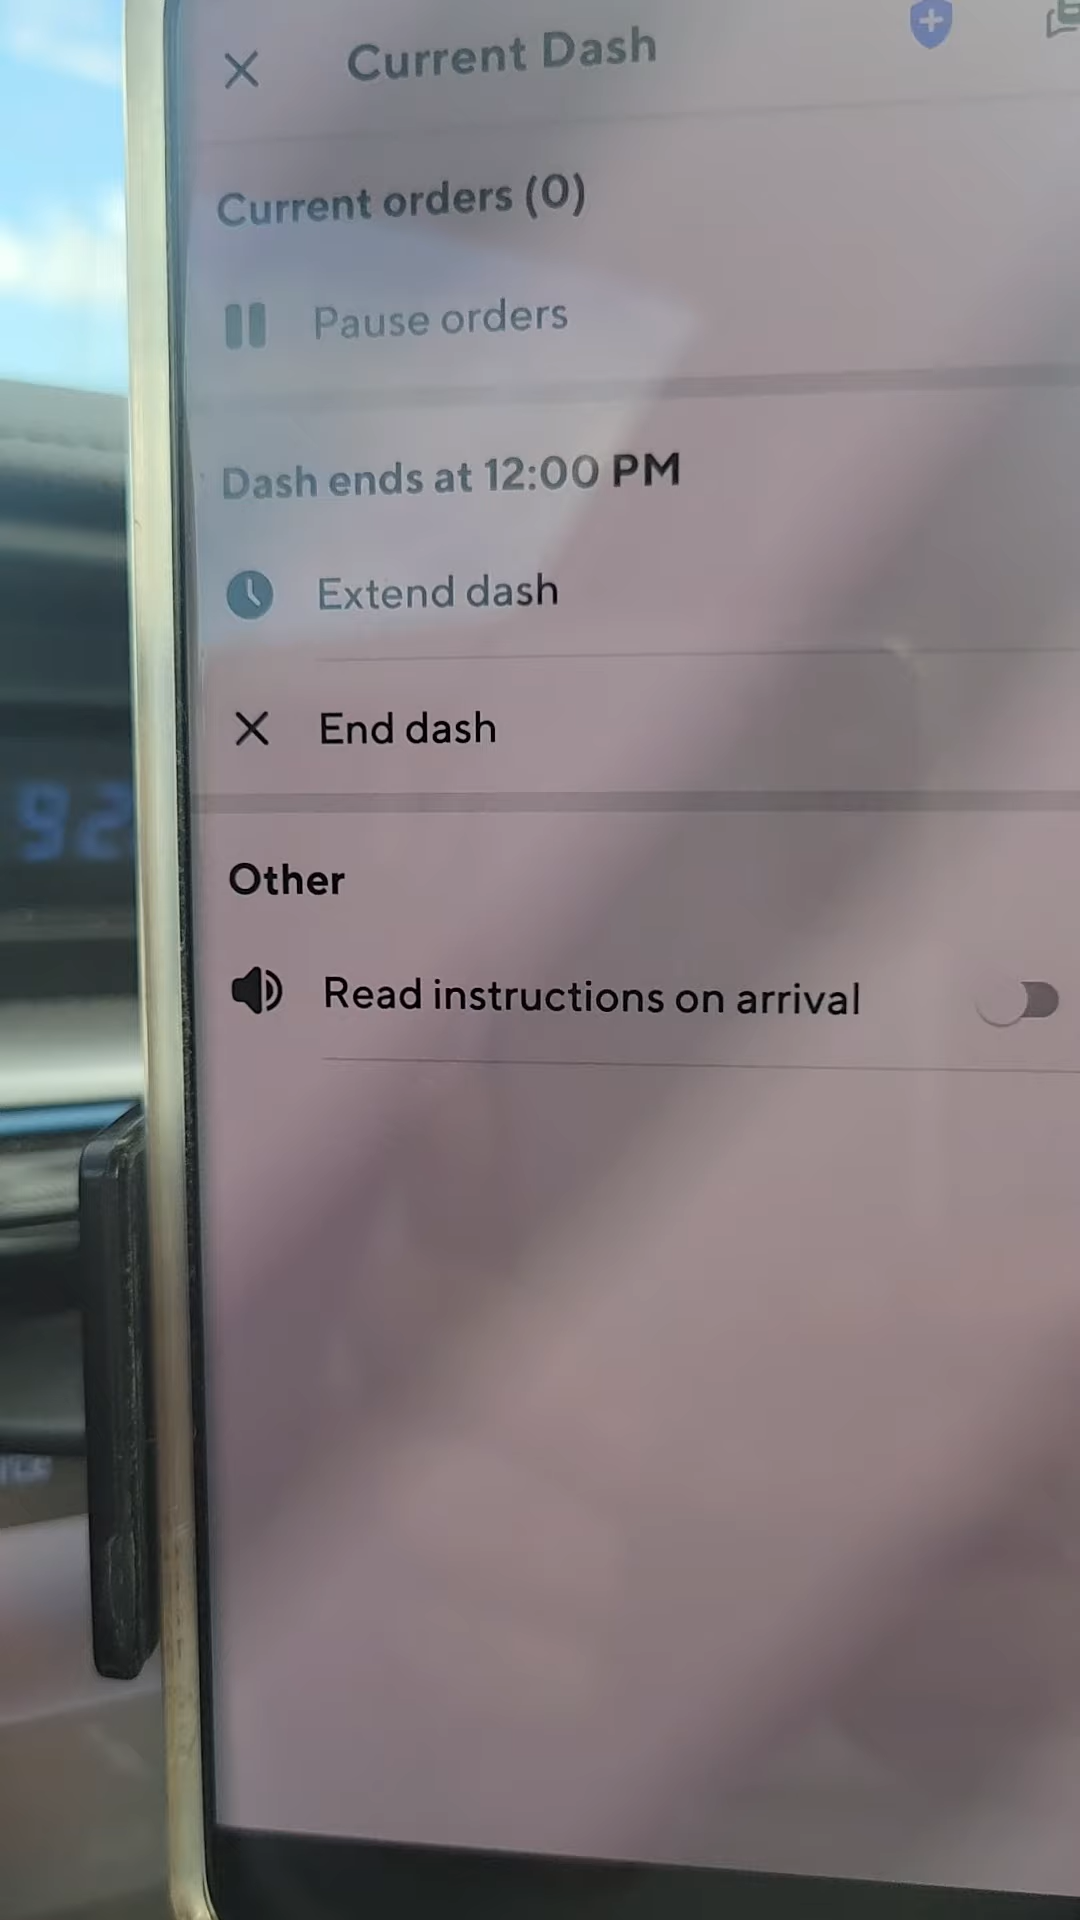 Current Dash
Current orders (0)
Pause orders
Dash ends at 12:00 PM
Extend dash
End dash
92
Other
Read instructions on arrival